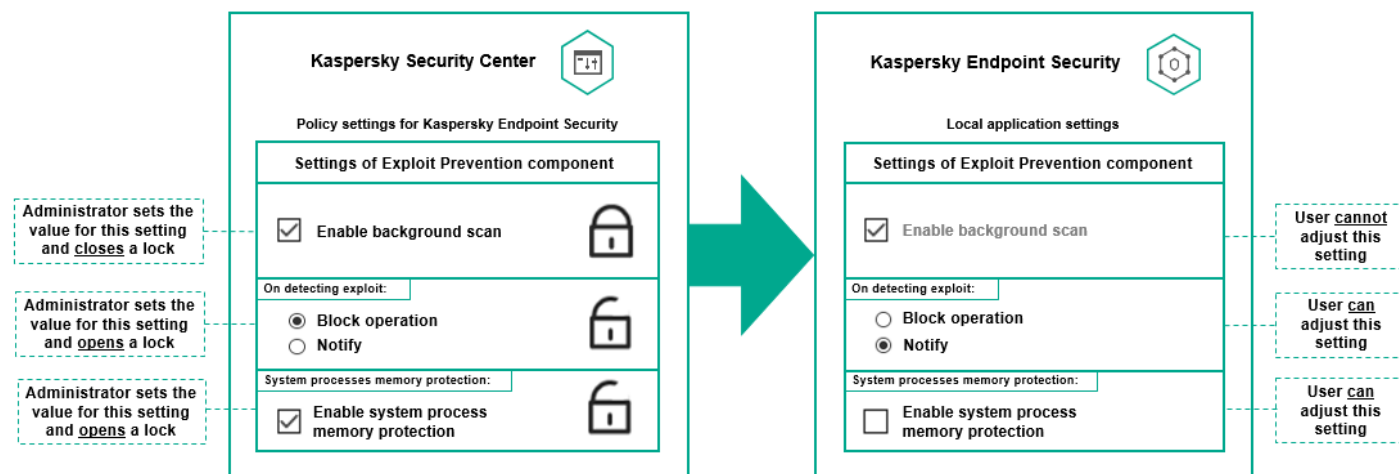 Kaspersky Security Center
Policy settings for Kaspersky Endpoint Security
Settings of Exploit Prevention component
Administrator sets the
value for this setting
and closes a lock
Enable background scan
Administrator sets the
value for this setting
and opens a lock
On detecting exploit:
Block operation
Notify
Administrator sets the
value for this setting
and opens a lock
System processes memory protection:
Enable system process
memory protection
Kaspersky Endpoint Security
Local application settings
Settings of Exploit Prevention component
Enable background scan
User cannot
adjust this
setting
On detecting exploit:
Block operation
Notify
User can
adjust this
setting
System processes memory protection:
Enable system process
memory protection
User can
adjust this
setting